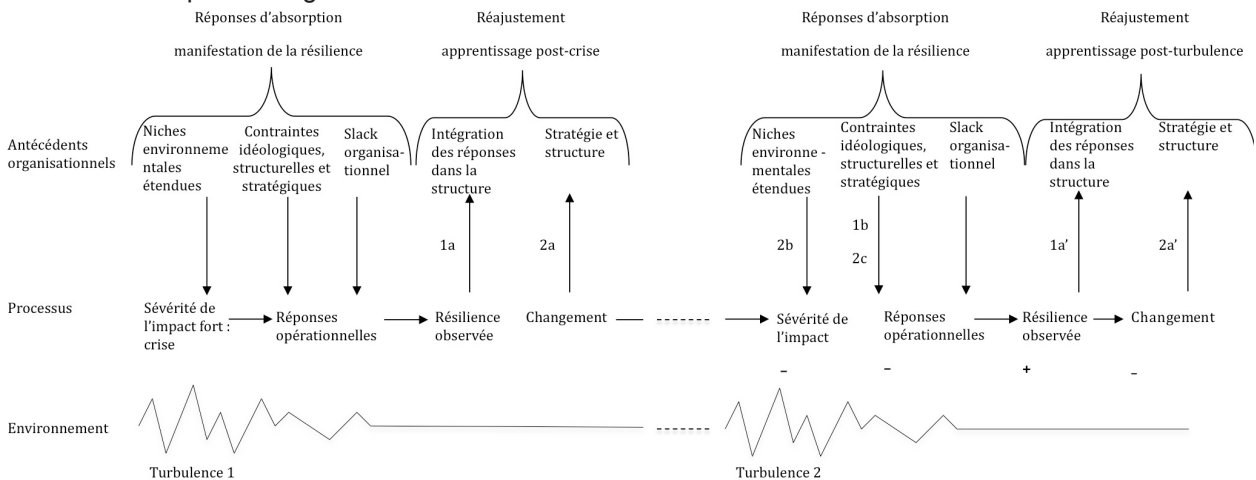 Réponses d’absorption
manifestation de la résilience
Réajustement
apprentissage post-crise
Réponses d’absorption
manifestation de la résilience
Réajustement
apprentissage post-turbulence
Antécédents
organisationnels
Niches
environneme
ntales
étendues
Contraintes
idéologiques,
structurelles et
stratégiques
Slack
organisa-
tionnel
Intégration
des réponses
dans la
structure
Stratégie et
structure
Niches
environne -
mentales
étendues
Contraintes
idéologiques,
structurelles et
stratégiques
Slack
organisa-
tionnel
Intégration
des réponses
dans la
structure
Stratégie et
structure
1a
2a
2b
1b
2c
1a’
2a’
Processus
Sévérité de
l’impact fort :
crise
Réponses
opérationnelles
Résilience
observée
Changement
Sévérité de
l’impact
Réponses
opérationnelles
Résilience
observée
Changement
–
–
+
–
Environnement
Turbulence 1
Turbulence 2